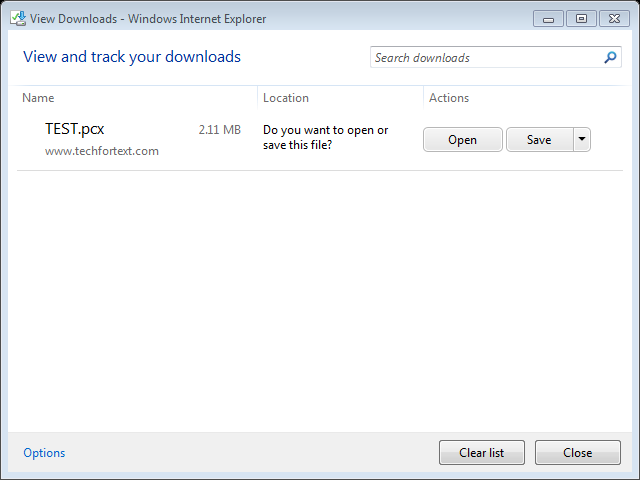 View Downloads - Windows Internet Explorer
View and track your downloads
Search downloads
Name Location Actions
TEST.pcx 2.11 MB Do you want to open or
save this file? Open Save
www.techfortext.com
Options Clear list Close